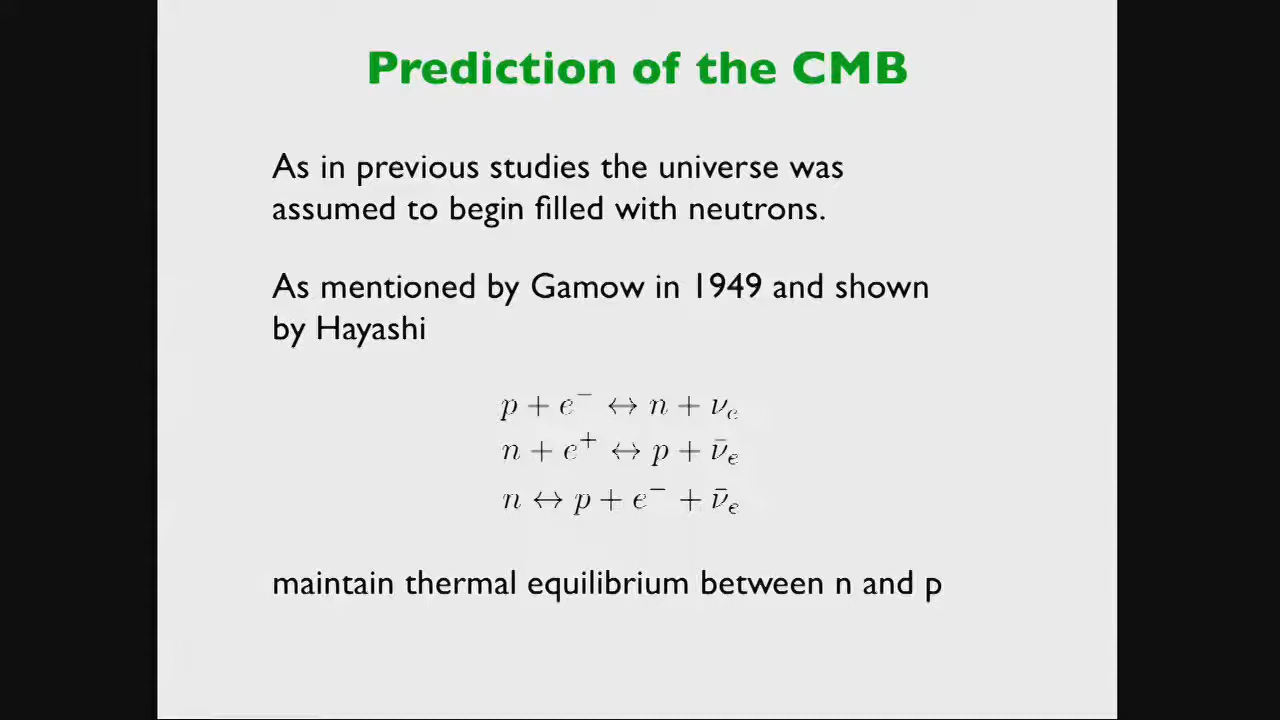 Prediction of the CMB
As in previous studies the universe was
assumed to begin filled with neutrons.
As mentioned by Gamow in 1949 and shown
by Hayashi
p + e⁻ ↔ n + νₑ
n + e⁺ ↔ p + ν̄ₑ
n ↔ p + e⁻ + ν̄ₑ
maintain thermal equilibrium between n and p